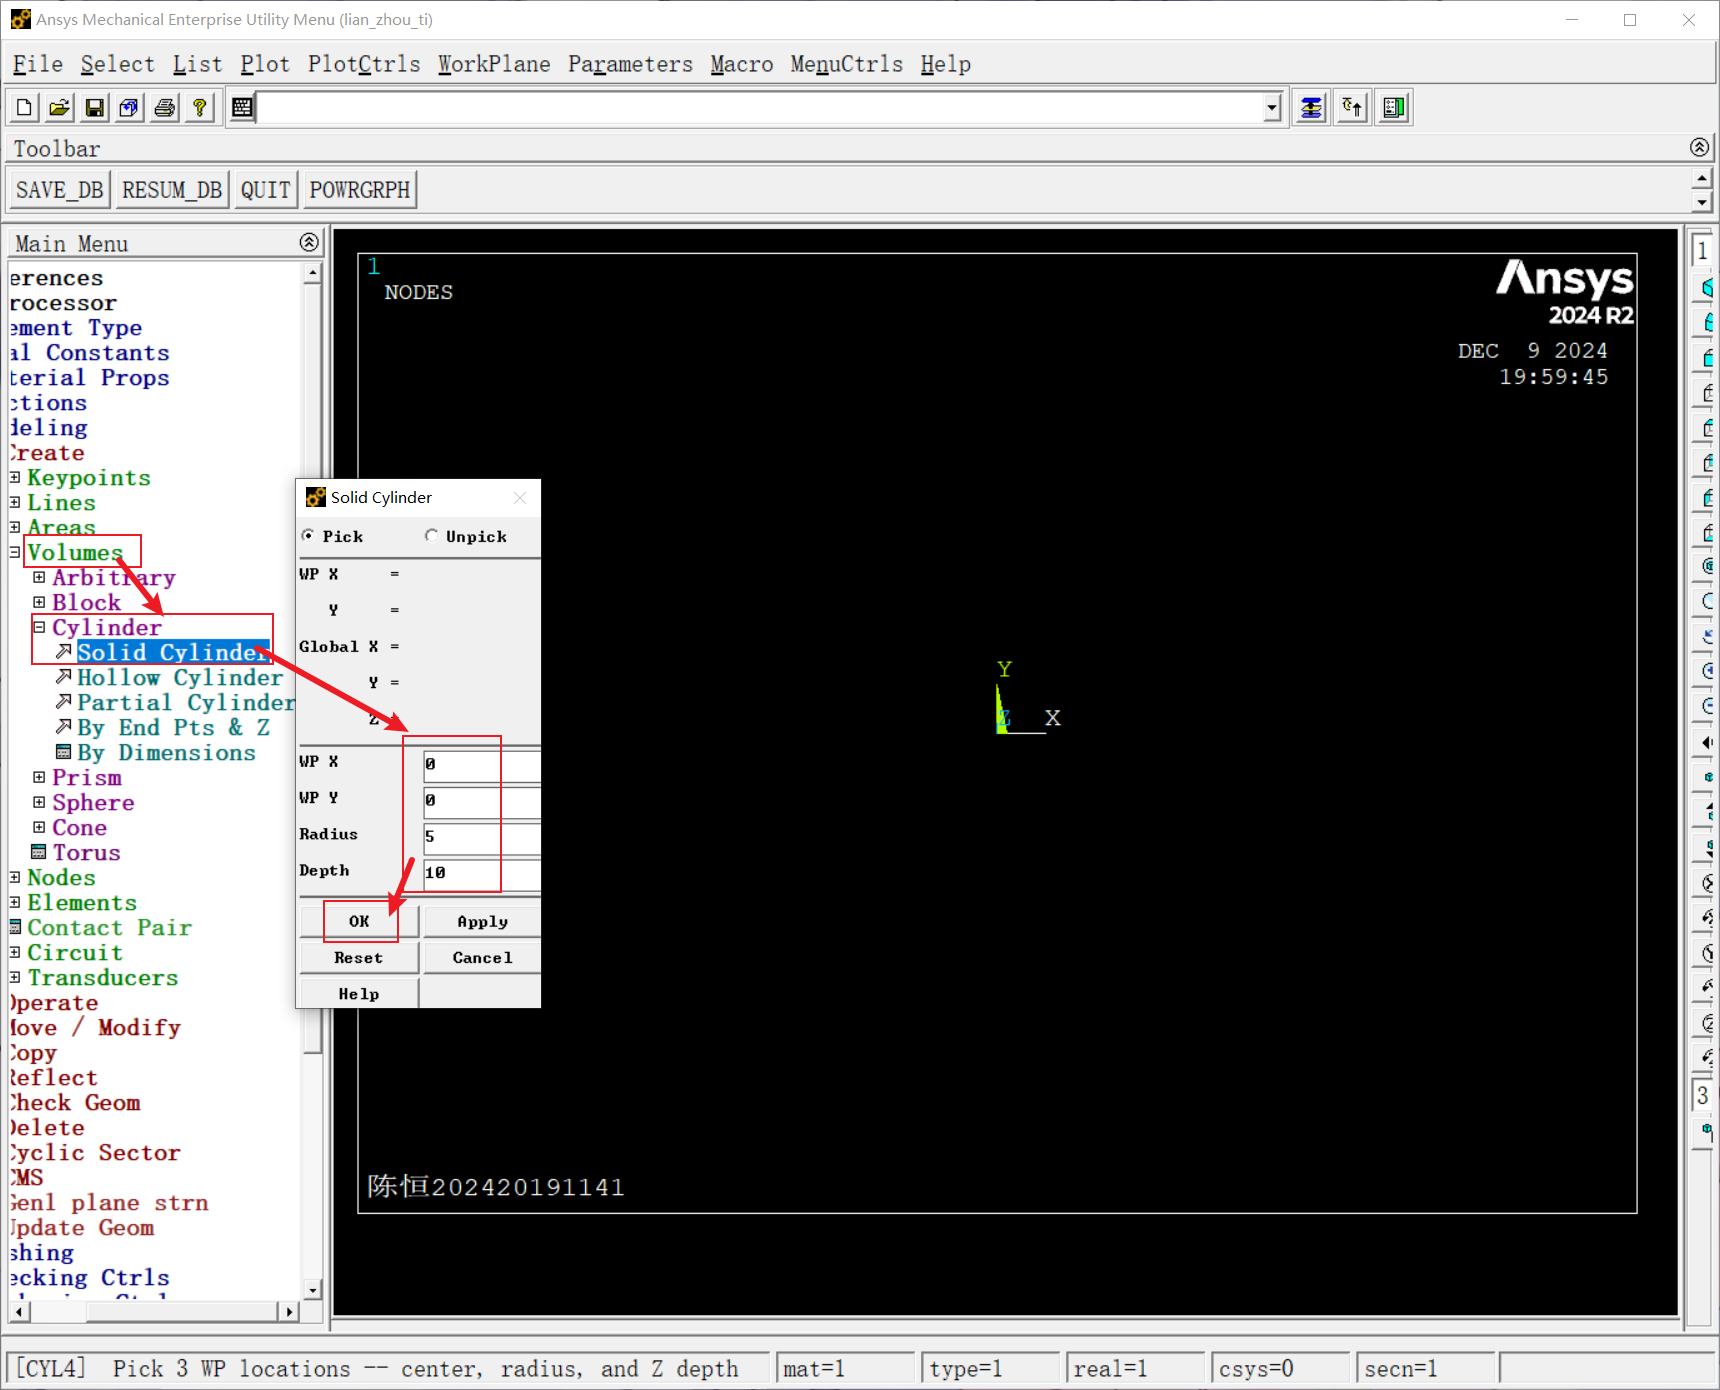 Ansys Mechanical Enterprise Utility Menu (lian_zhou_ti)
File Select List Plot PlotCtrls WorkPlane Parameters Macro MenuCtrls Help
Toolbar
SAVE_DB RESUM_DB QUIT POWRGRPH
Main Menu
erences
rocessor
ement Type
al Constants
terial Props
ctions
deling
Create
Keypoints
Lines
Areas
Volumes
Arbitrary
Block
Cylinder
Solid Cylinder
Hollow Cylinder
Partial Cylinder
By End Pts & Z
By Dimensions
Prism
Sphere
Cone
Torus
Nodes
Elements
Contact Pair
Circuit
Transducers
Operate
Move / Modify
Copy
Reflect
Check Geom
Delete
Cyclic Sector
CMS
Genl plane strn
Update Geom
shing
ecking Ctrls
Solid Cylinder
Pick Unpick
WP X =
Y =
Global X =
Y =
Z =
WP X 0
WP Y 0
Radius 5
Depth 10
OK Apply
Reset Cancel
Help
1
NODES
Ansys
2024 R2
DEC 9 2024
19:59:45
Y
Z X
陈恒202420191141
1
3
[CYL4] Pick 3 WP locations -- center, radius, and Z depth mat=1 type=1 real=1 csys=0 secn=1